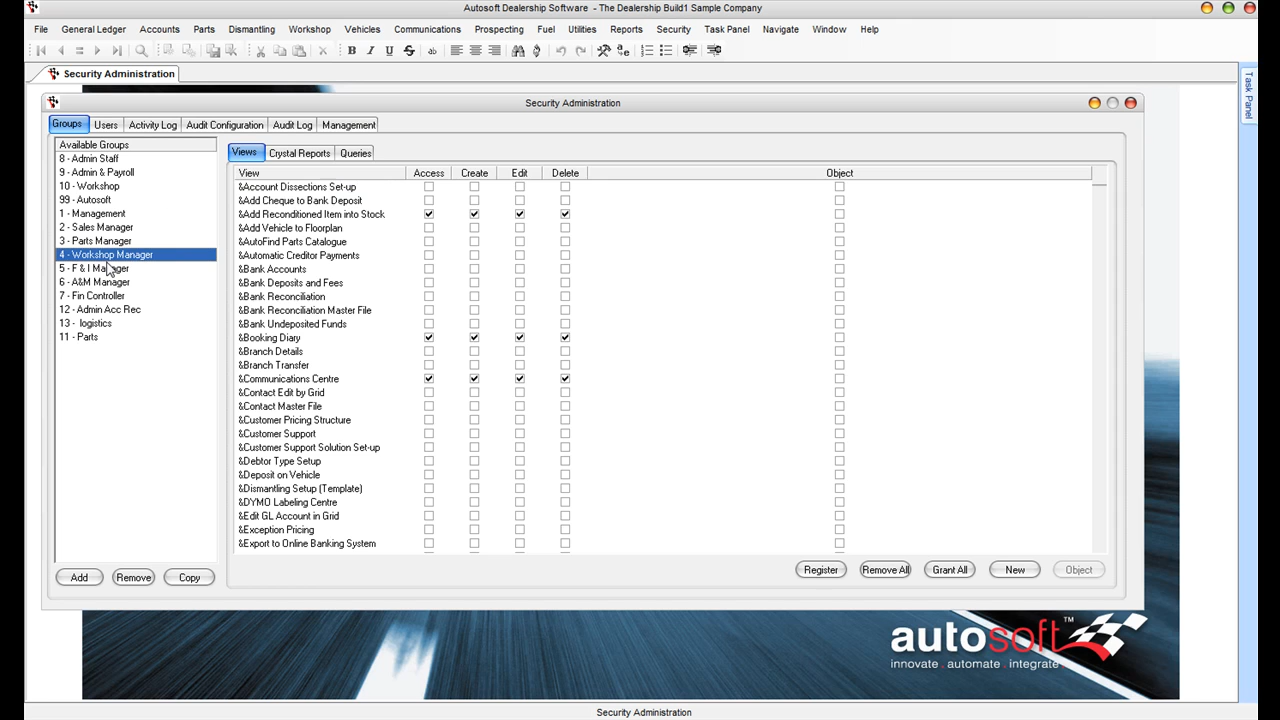 Autosoft Dealership Software - The Dealership Build1 Sample Company
File General Ledger Accounts Parts Dismantling Workshop Vehicles Communications Prospecting Fuel Utilities Reports Security Task Panel Navigate Window Help
Security Administration
Task Panel
Security Administration
Groups Users Activity Log Audit Configuration Audit Log Management
Available Groups
8 - Admin Staff
9 - Admin & Payroll
10 - Workshop
99 - Autosoft
1 - Management
2 - Sales Manager
3 - Parts Manager
4 - Workshop Manager
5 - F & I Manager
6 - A&M Manager
7 - Fin Controller
12 - Admin Acc Rec
13 - logistics
11 - Parts
Add Remove Copy
Views Crystal Reports Queries
View Access Create Edit Delete Object
&Account Dissections Set-up
&Add Cheque to Bank Deposit
&Add Reconditioned Item into Stock
&Add Vehicle to Floorplan
&AutoFind Parts Catalogue
&Automatic Creditor Payments
&Bank Accounts
&Bank Deposits and Fees
&Bank Reconciliation
&Bank Reconciliation Master File
&Bank Undeposited Funds
&Booking Diary
&Branch Details
&Branch Transfer
&Communications Centre
&Contact Edit by Grid
&Contact Master File
&Customer Pricing Structure
&Customer Support
&Customer Support Solution Set-up
&Debtor Type Setup
&Deposit on Vehicle
&Dismantling Setup (Template)
&DYMO Labeling Centre
&Edit GL Account in Grid
&Exception Pricing
&Export to Online Banking System
Register Remove All Grant All New Object
autosoft™
innovate . automate . integrate
Security Administration